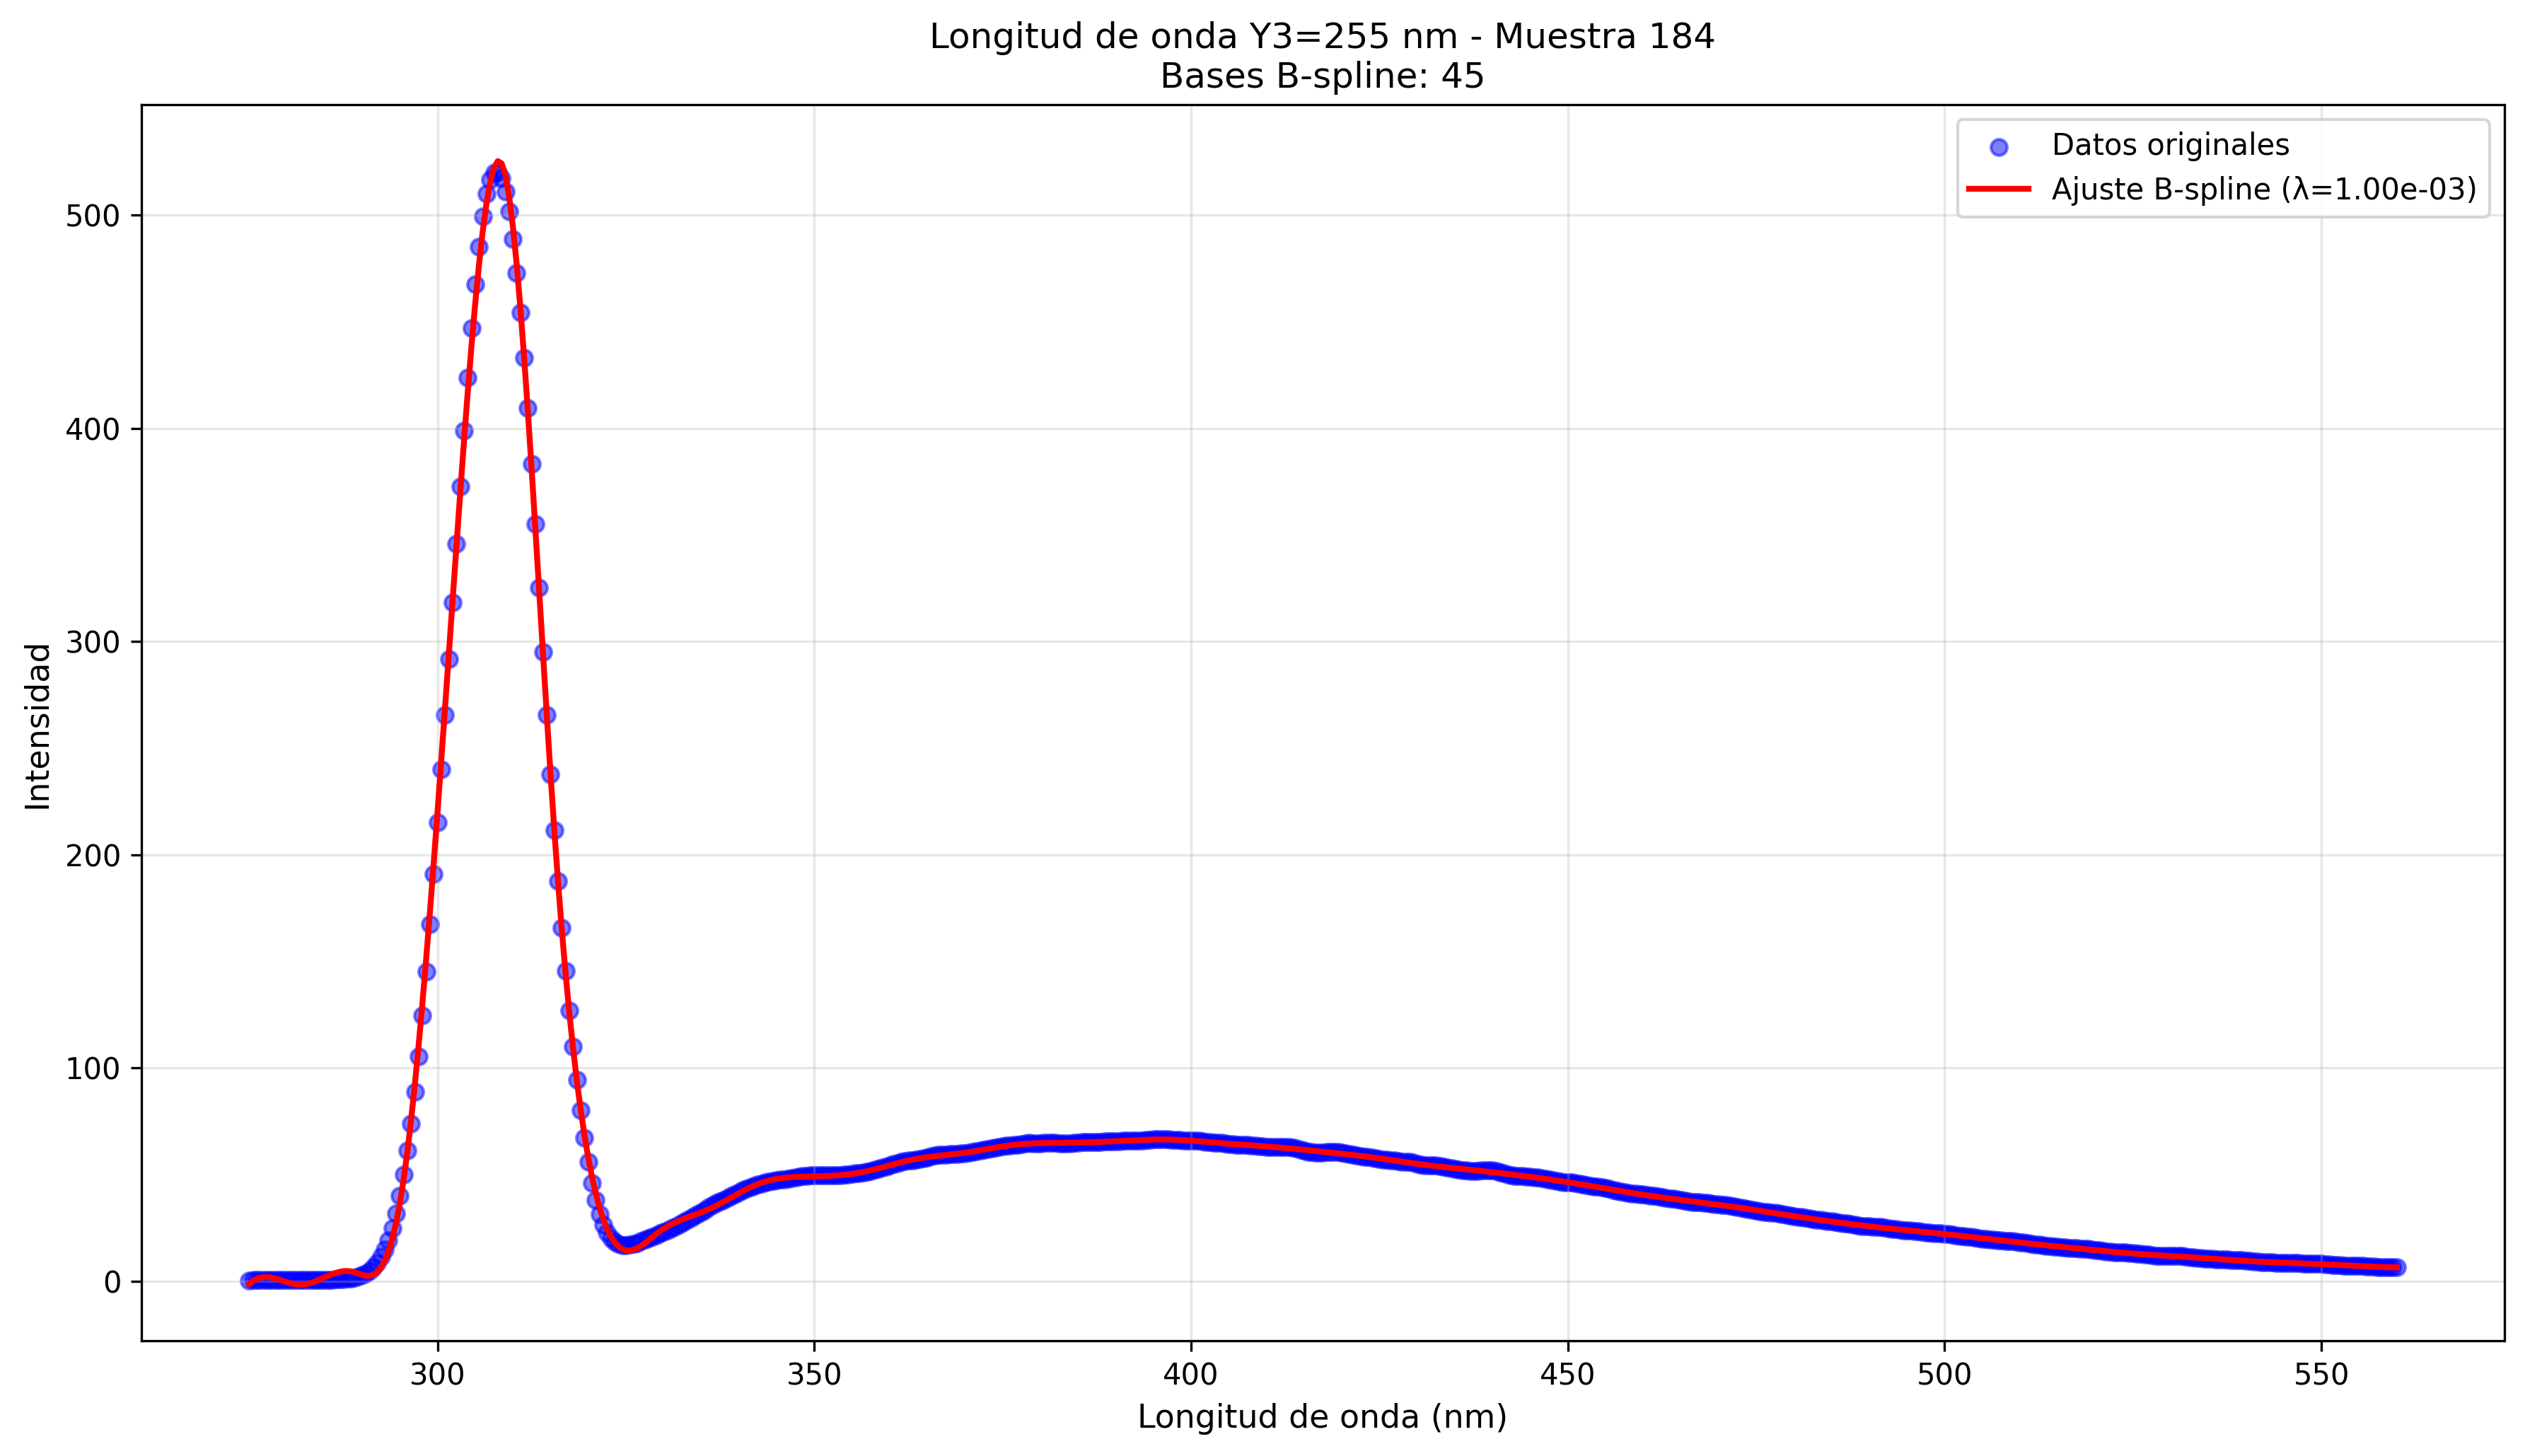 Longitud de onda Y3=255 nm - Muestra 184
Bases B-spline: 45
Datos originales
Ajuste B-spline (λ=1.00e-03)
Intensidad
500
400
300
200
100
0
300
350
400
450
500
550
Longitud de onda (nm)